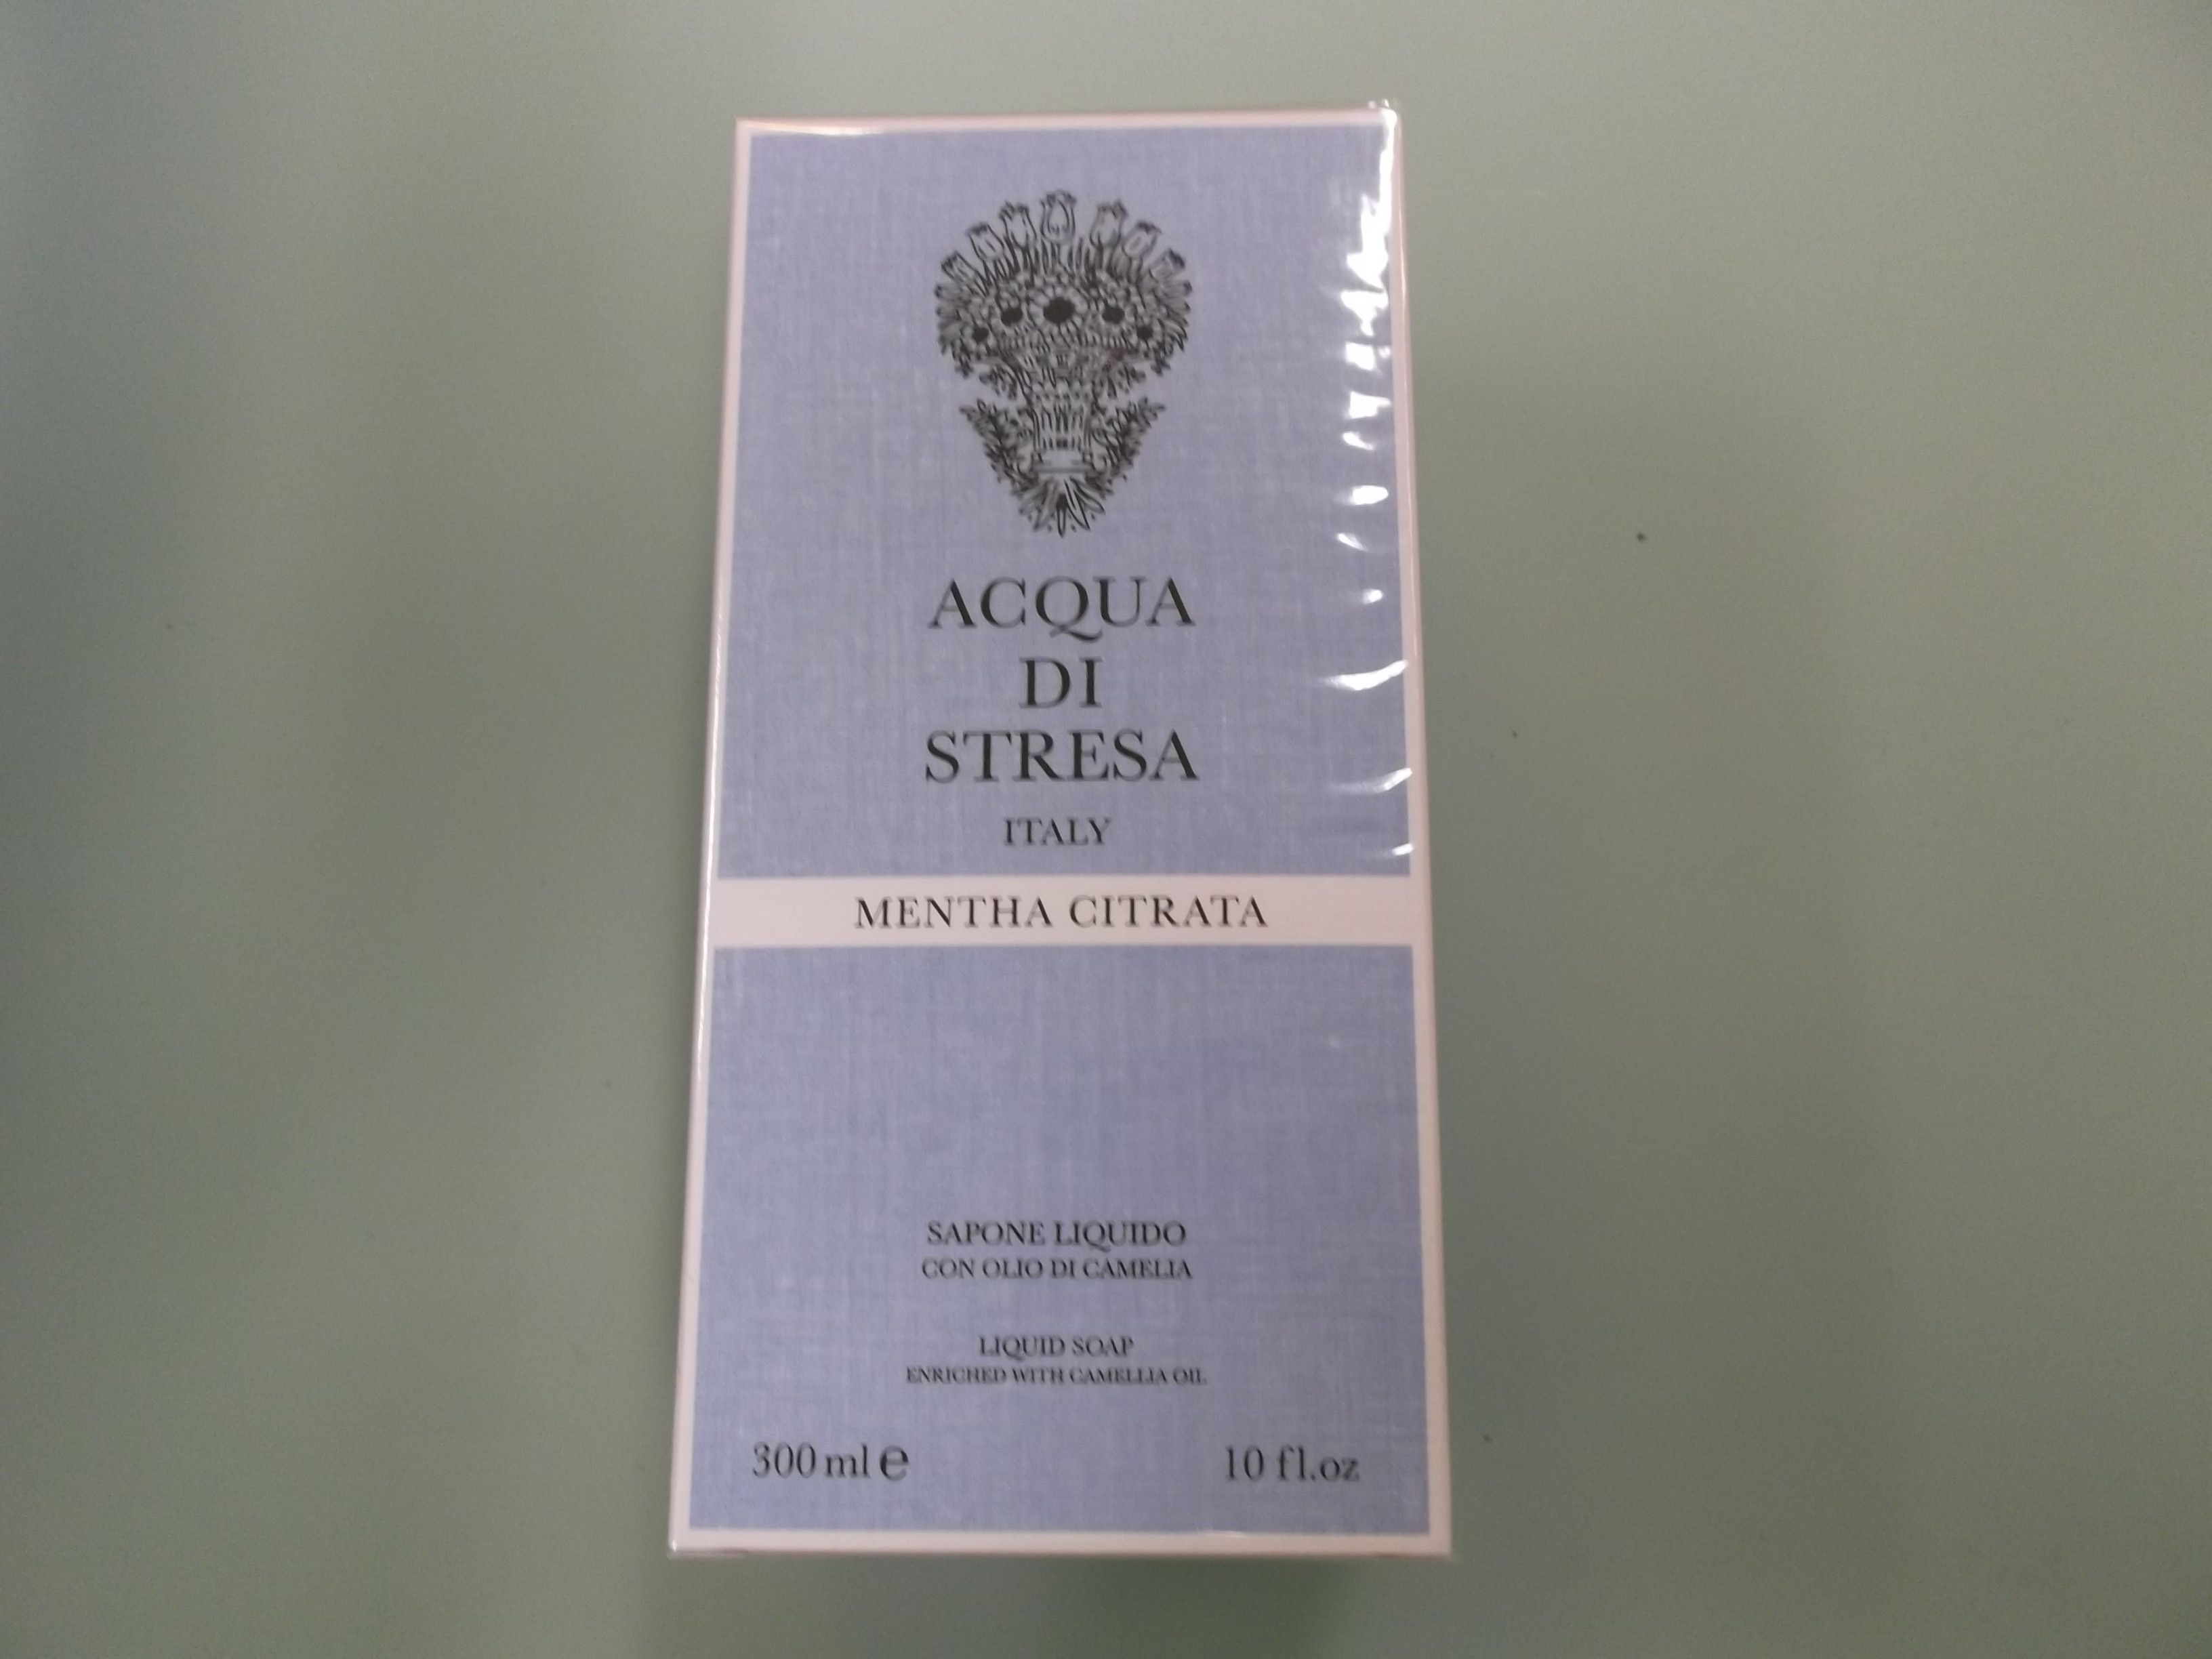 ACQUA
DI
STRESA
ITALY
MENTHA CITRATA
SAPONE LIQUIDO
CON OLIO DI CAMELIA
LIQUID SOAP
ENRICHED WITH CAMELLIA OIL
300 ml e 10 fl.oz